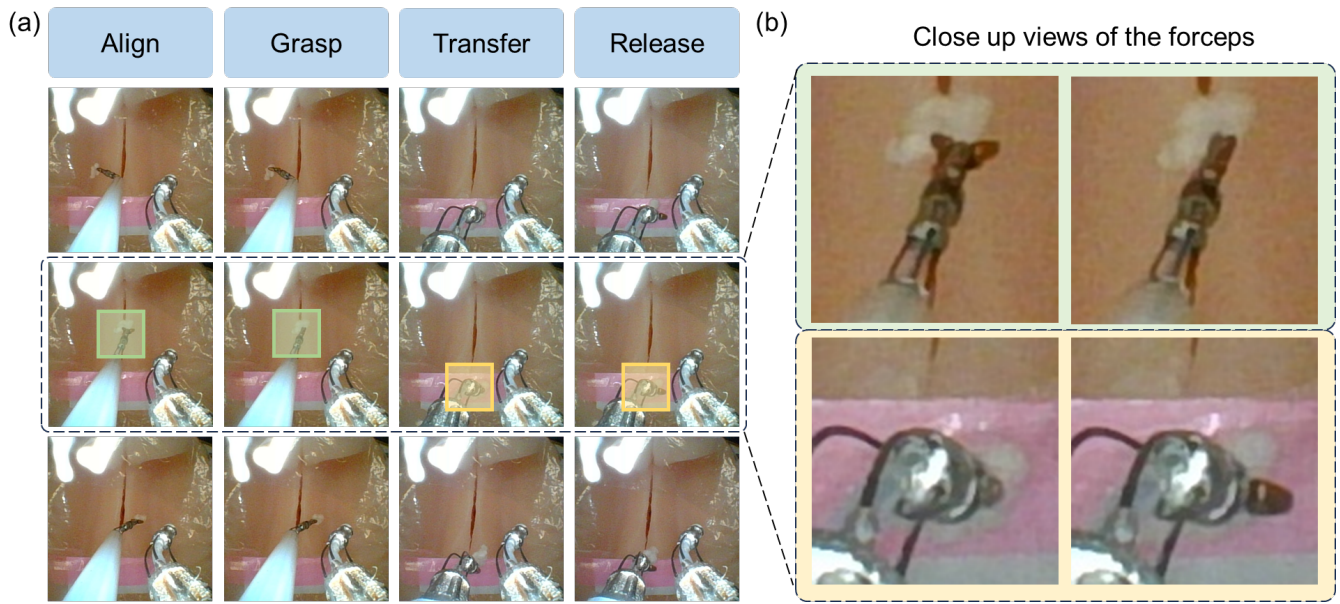 (a)
Align
Grasp
Transfer
Release
(b)
Close up views of the forceps